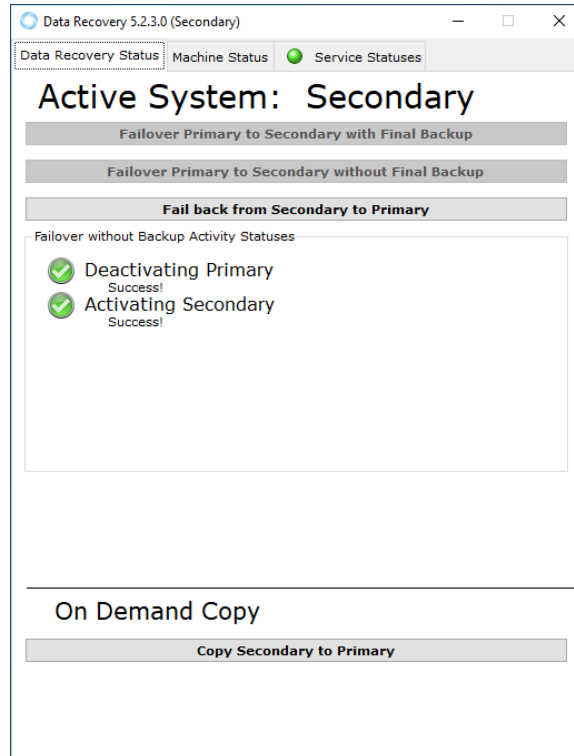 Data Recovery 5.2.3.0 (Secondary)
Data Recovery Status Machine Status Service Statuses
Active System: Secondary
Failover Primary to Secondary with Final Backup
Failover Primary to Secondary without Final Backup
Fail back from Secondary to Primary
Failover without Backup Activity Statuses
Deactivating Primary
Success!
Activating Secondary
Success!
On Demand Copy
Copy Secondary to Primary